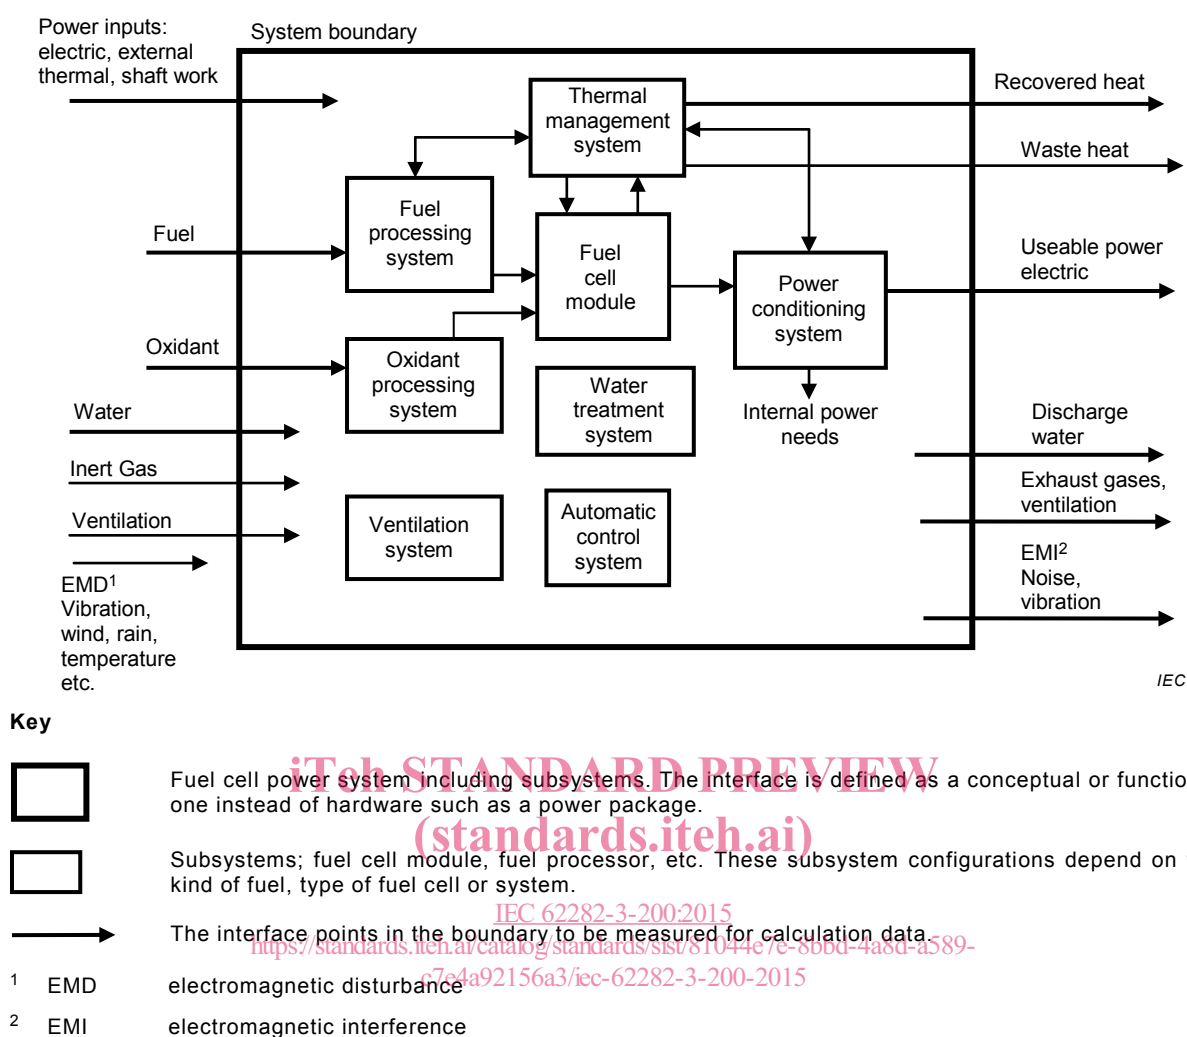 Power inputs:
electric, external
thermal, shaft work
System boundary
Thermal
management
system
Recovered heat
Waste heat
Fuel
Fuel
processing
system
Fuel
cell
module
Power
conditioning
system
Useable power
electric
Oxidant
Oxidant
processing
system
Water
treatment
system
Internal power
needs
Water
Discharge
water
Inert Gas
Exhaust gases,
ventilation
Ventilation
Ventilation
system
Automatic
control
system
EMD1
Vibration,
wind, rain,
temperature
etc.
EMI2
Noise,
vibration
IEC
Key
Fuel cell power system including subsystems. The interface is defined as a conceptual or functio
one instead of hardware such as a power package.
iTeh STANDARD PREVIEW
(standards.iteh.ai)
Subsystems; fuel cell module, fuel processor, etc. These subsystem configurations depend on
kind of fuel, type of fuel cell or system.
IEC 62282-3-200:2015
The interface points in the boundary to be measured for calculation data.
https://standards.iteh.ai/catalog/standards/sist/81044e7e-8bbd-4a8d-a589-
c7e4a92156a3/iec-62282-3-200-2015
1 EMD electromagnetic disturbance
2 EMI electromagnetic interference